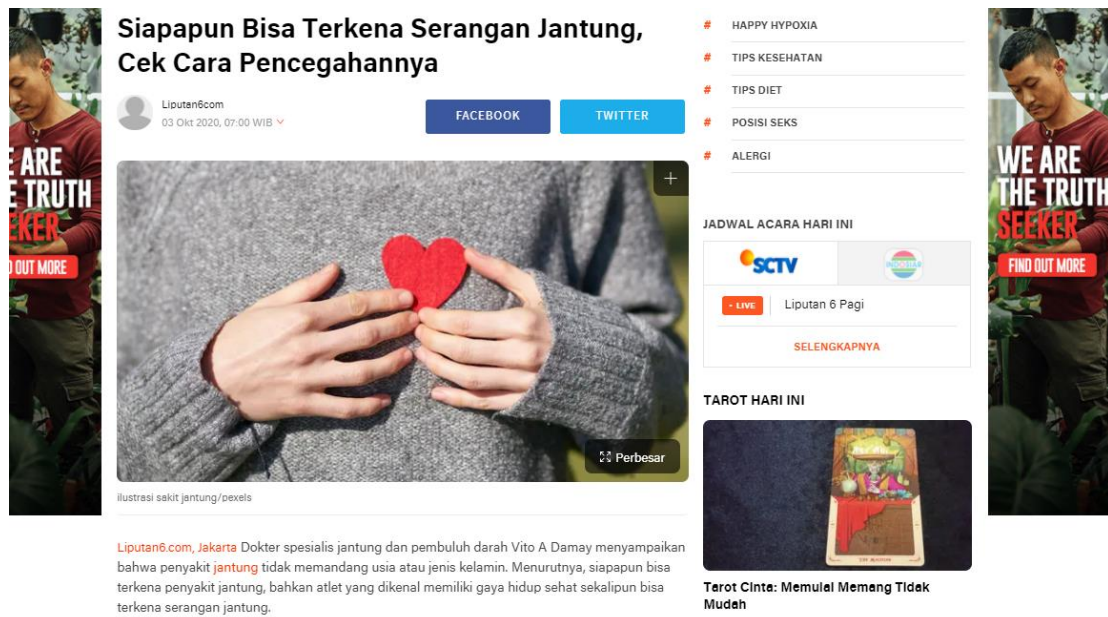 Siapapun Bisa Terkena Serangan Jantung,
Cek Cara Pencegahannya
Liputan6com
03 Okt 2020, 07:00 WIB
FACEBOOK
TWITTER
Perbesar
ilustrasi sakit jantung/pexels
Liputan6.com, Jakarta Dokter spesialis jantung dan pembuluh darah Vito A Damay menyampaikan
bahwa penyakit jantung tidak memandang usia atau jenis kelamin. Menurutnya, siapapun bisa
terkena penyakit jantung, bahkan atlet yang dikenal memiliki gaya hidup sehat sekalipun bisa
terkena serangan jantung.
# HAPPY HYPOXIA
# TIPS KESEHATAN
# TIPS DIET
# POSISI SEKS
# ALERGI
JADWAL ACARA HARI INI
SCTV
INDOSIAR
LIVE Liputan 6 Pagi
SELENGKAPNYA
TAROT HARI INI
Tarot Cinta: Memulai Memang Tidak
Mudah
E ARE
E TRUTH
EKER
D OUT MORE
WE ARE
THE TRUTH
SEEKER
FIND OUT MORE